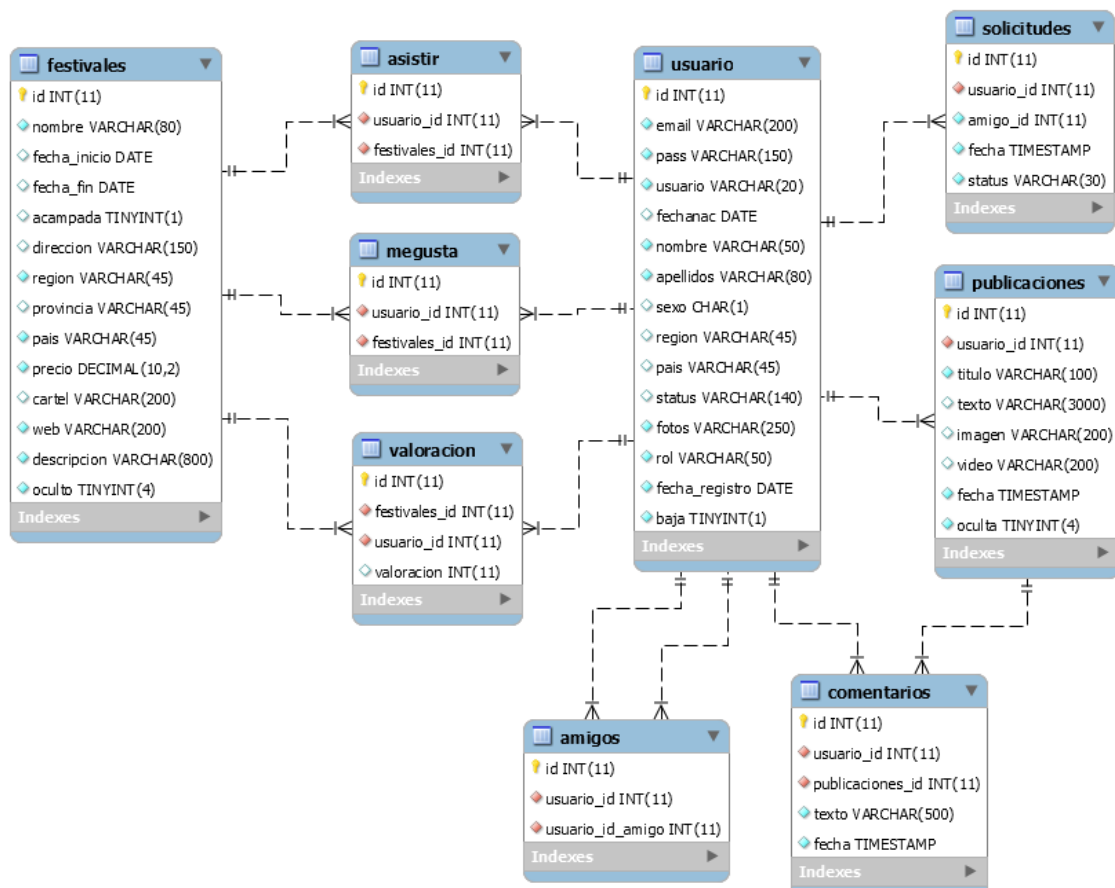 festivales
id INT(11)
nombre VARCHAR(80)
fecha_inicio DATE
fecha_fin DATE
acampada TINYINT(1)
direccion VARCHAR(150)
region VARCHAR(45)
provincia VARCHAR(45)
pais VARCHAR(45)
precio DECIMAL(10,2)
cartel VARCHAR(200)
web VARCHAR(200)
descripcion VARCHAR(800)
oculto TINYINT(4)
Indexes
asistir
id INT(11)
usuario_id INT(11)
festivales_id INT(11)
Indexes
megusta
id INT(11)
usuario_id INT(11)
festivales_id INT(11)
Indexes
valoracion
id INT(11)
festivales_id INT(11)
usuario_id INT(11)
valoracion INT(11)
Indexes
usuario
id INT(11)
email VARCHAR(200)
pass VARCHAR(150)
usuario VARCHAR(20)
fechanac DATE
nombre VARCHAR(50)
apellidos VARCHAR(80)
sexo CHAR(1)
region VARCHAR(45)
pais VARCHAR(45)
status VARCHAR(140)
fotos VARCHAR(250)
rol VARCHAR(50)
fecha_registro DATE
baja TINYINT(1)
Indexes
solicitudes
id INT(11)
usuario_id INT(11)
amigo_id INT(11)
fecha TIMESTAMP
status VARCHAR(30)
Indexes
publicaciones
id INT(11)
usuario_id INT(11)
titulo VARCHAR(100)
texto VARCHAR(3000)
imagen VARCHAR(200)
video VARCHAR(200)
fecha TIMESTAMP
oculta TINYINT(4)
Indexes
amigos
id INT(11)
usuario_id INT(11)
usuario_id_amigo INT(11)
Indexes
comentarios
id INT(11)
usuario_id INT(11)
publicaciones_id INT(11)
texto VARCHAR(500)
fecha TIMESTAMP
Indexes